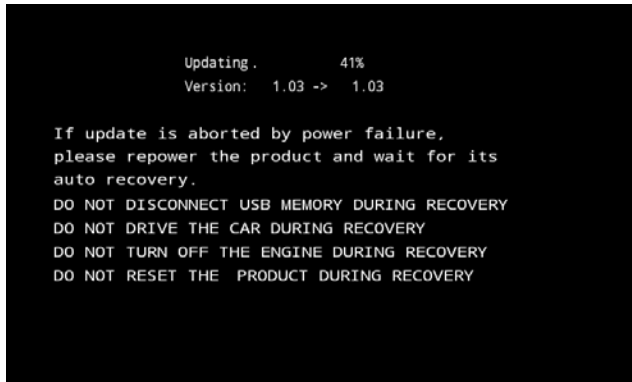 Updating. 41%
Version: 1.03 -> 1.03
If update is aborted by power failure,
please repower the product and wait for its
auto recovery.
DO NOT DISCONNECT USB MEMORY DURING RECOVERY
DO NOT DRIVE THE CAR DURING RECOVERY
DO NOT TURN OFF THE ENGINE DURING RECOVERY
DO NOT RESET THE PRODUCT DURING RECOVERY